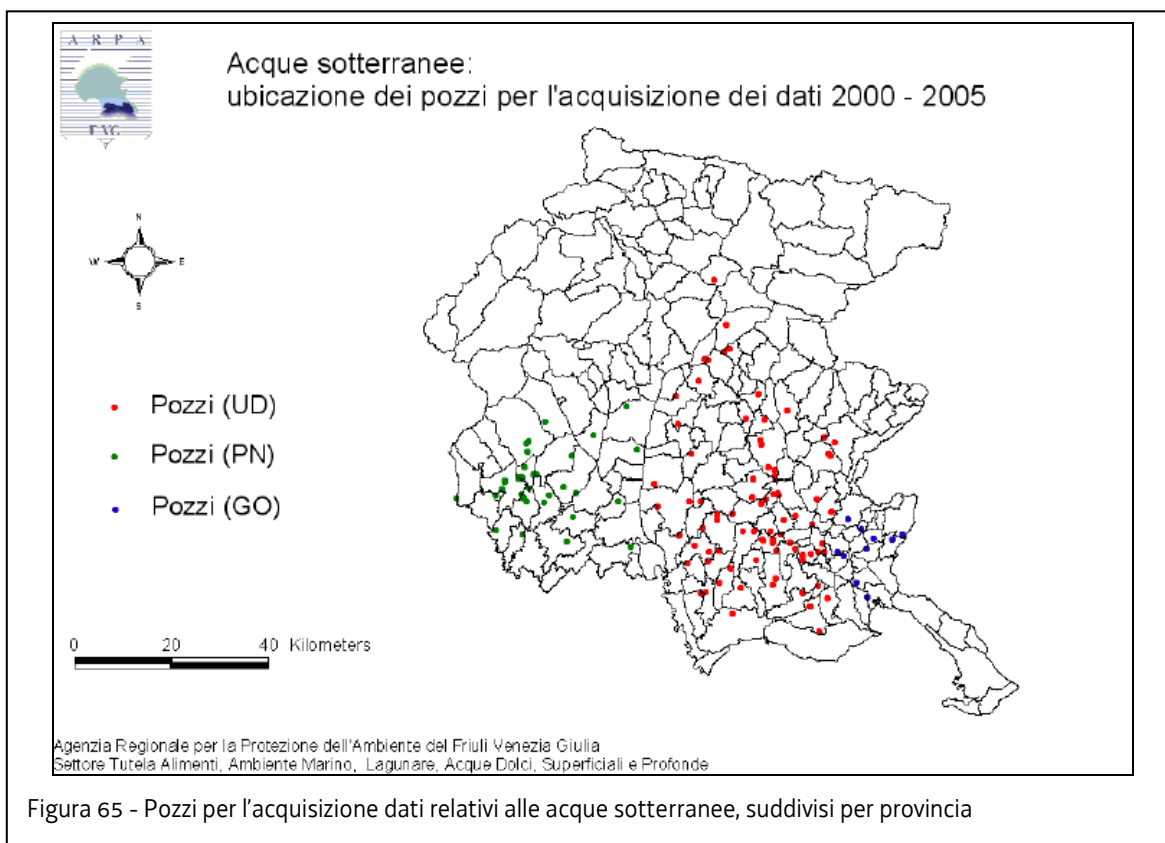 A R P A
FVG
Acque sotterranee:
ubicazione dei pozzi per l'acquisizione dei dati 2000 - 2005
N
W E
S
Pozzi (UD)
Pozzi (PN)
Pozzi (GO)
0 20 40 Kilometers
Agenzia Regionale per la Protezione dell'Ambiente del Friuli Venezia Giulia
Settore Tutela Alimenti, Ambiente Marino, Lagunare, Acque Dolci, Superficiali e Profonde
Figura 65 - Pozzi per l'acquisizione dati relativi alle acque sotterranee, suddivisi per provincia